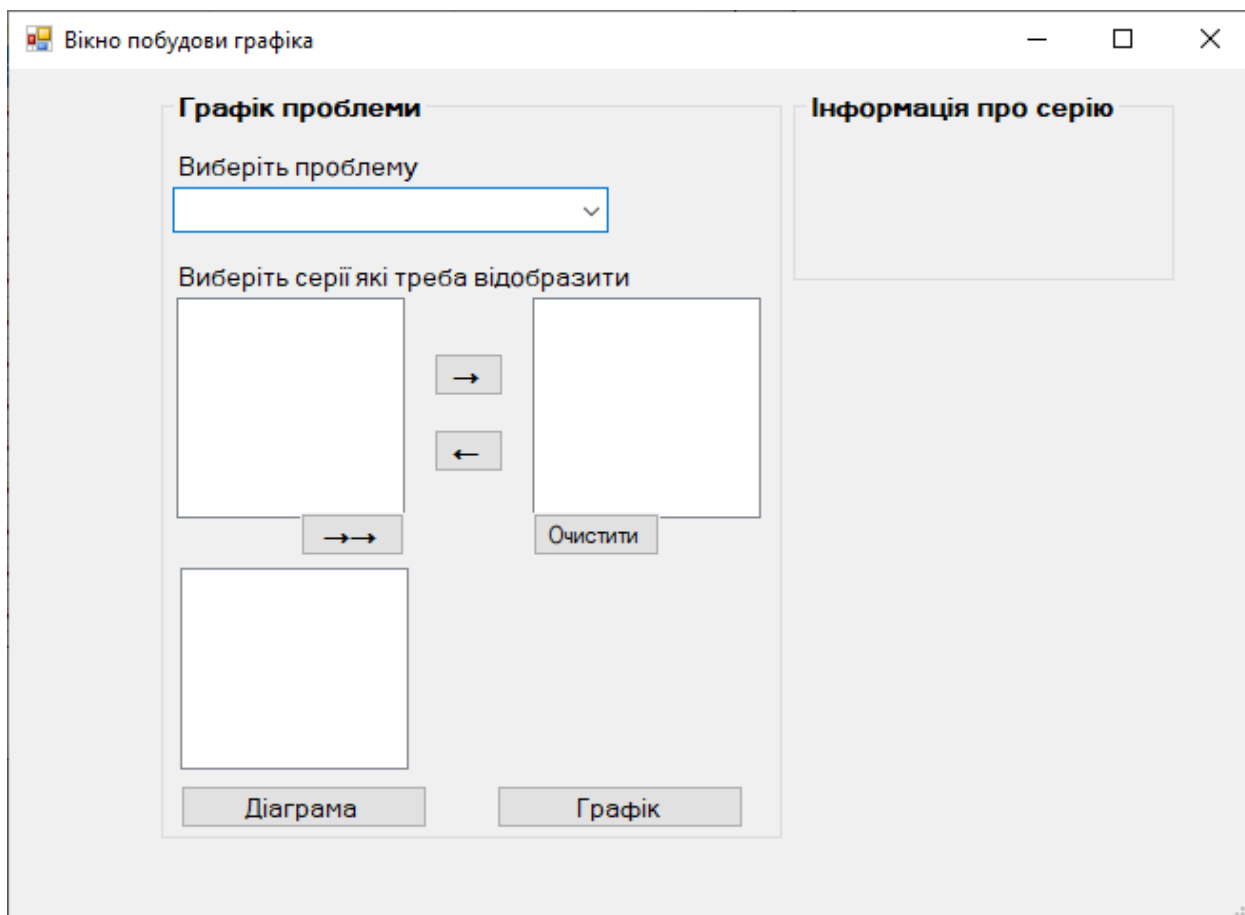 Вікно побудови графіка
Графік проблеми
Інформація про серію
Виберіть проблему
Виберіть серії які треба відобразити
→
←
→→
Очистити
Діаграма
Графік